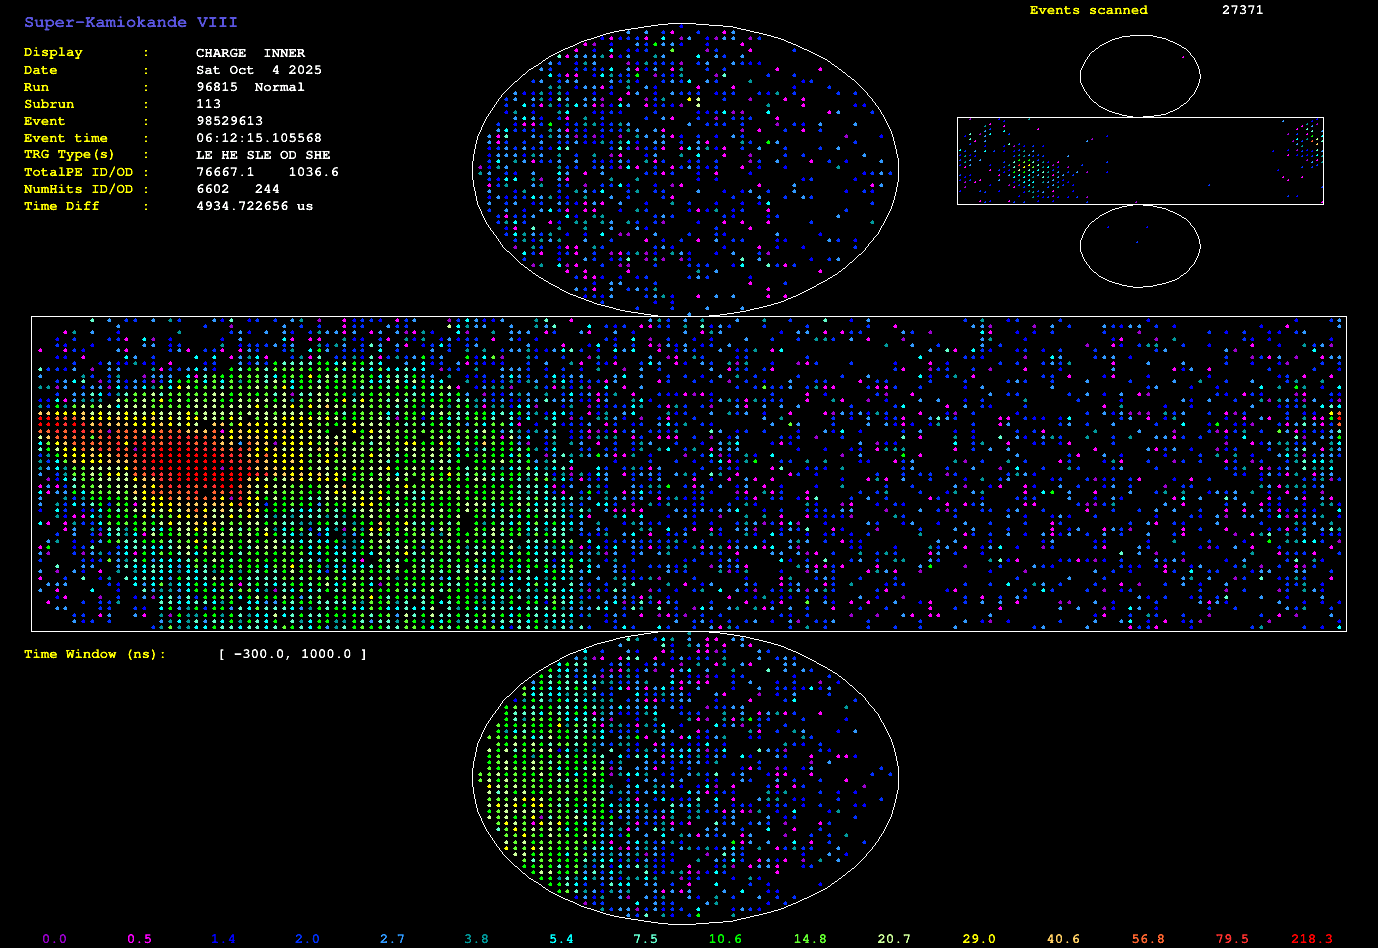 Super-Kamiokande VIII
Display : CHARGE INNER
Date : Sat Oct 4 2025
Run : 96815 Normal
Subrun : 113
Event : 98529613
Event time : 06:12:15.105568
TRG Type(s) : LE HE SLE OD SHE
TotalPE ID/OD : 76667.1 1036.6
NumHits ID/OD : 6602 244
Time Diff : 4934.722656 us
Events scanned 27371
Time Window (ns): [ -300.0, 1000.0 ]
0.0 0.5 1.4 2.0 2.7 3.8 5.4 7.5 10.6 14.8 20.7 29.0 40.6 56.8 79.5 218.3